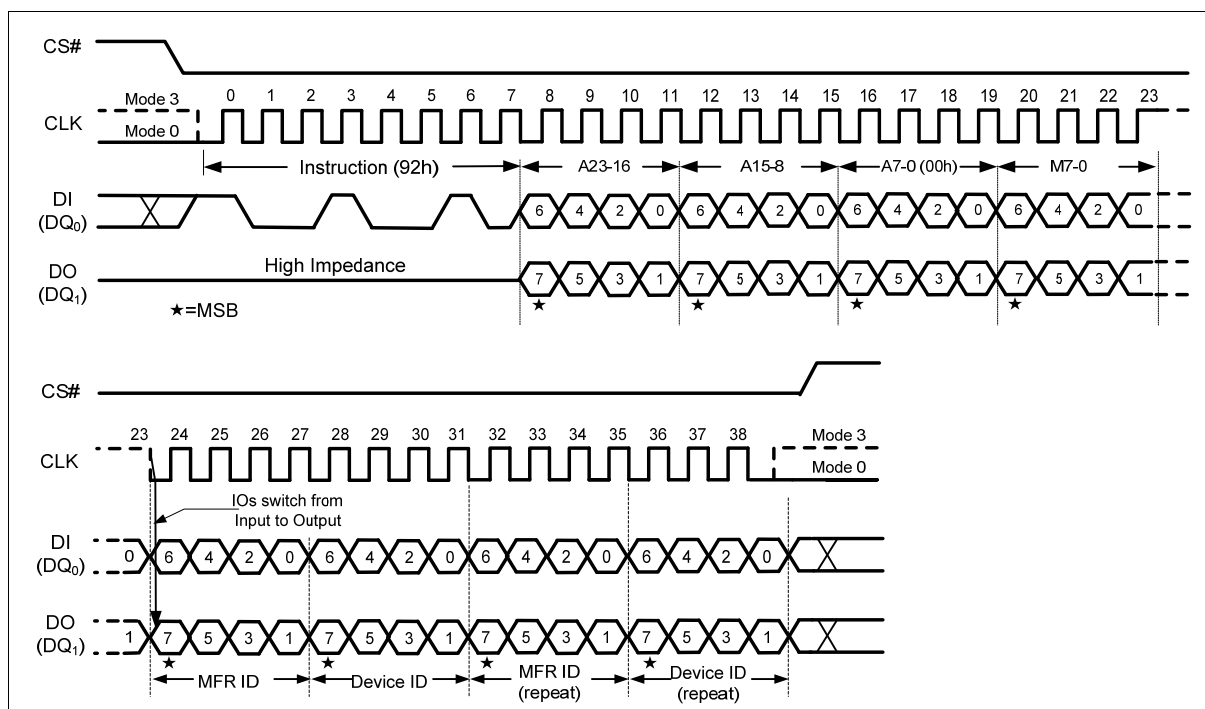 CS#
Mode 3
0 1 2 3 4 5 6 7 8 9 10 11 12 13 14 15 16 17 18 19 20 21 22 23
CLK
Mode 0
Instruction (92h) A23-16 A15-8 A7-0 (00h) M7-0
DI
(DQ0)
6 4 2 0 6 4 2 0 6 4 2 0 6 4 2 0
High Impedance
DO
(DQ1)
7 5 3 1 7 5 3 1 7 5 3 1 7 5 3 1
★=MSB
CS#
23 24 25 26 27 28 29 30 31 32 33 34 35 36 37 38
Mode 3
CLK
Mode 0
IOs switch from
Input to Output
DI
(DQ0)
0 6 4 2 0 6 4 2 0 6 4 2 0 6 4 2 0
DO
(DQ1)
1 7 5 3 1 7 5 3 1 7 5 3 1 7 5 3 1
MFR ID Device ID MFR ID
(repeat)
Device ID
(repeat)